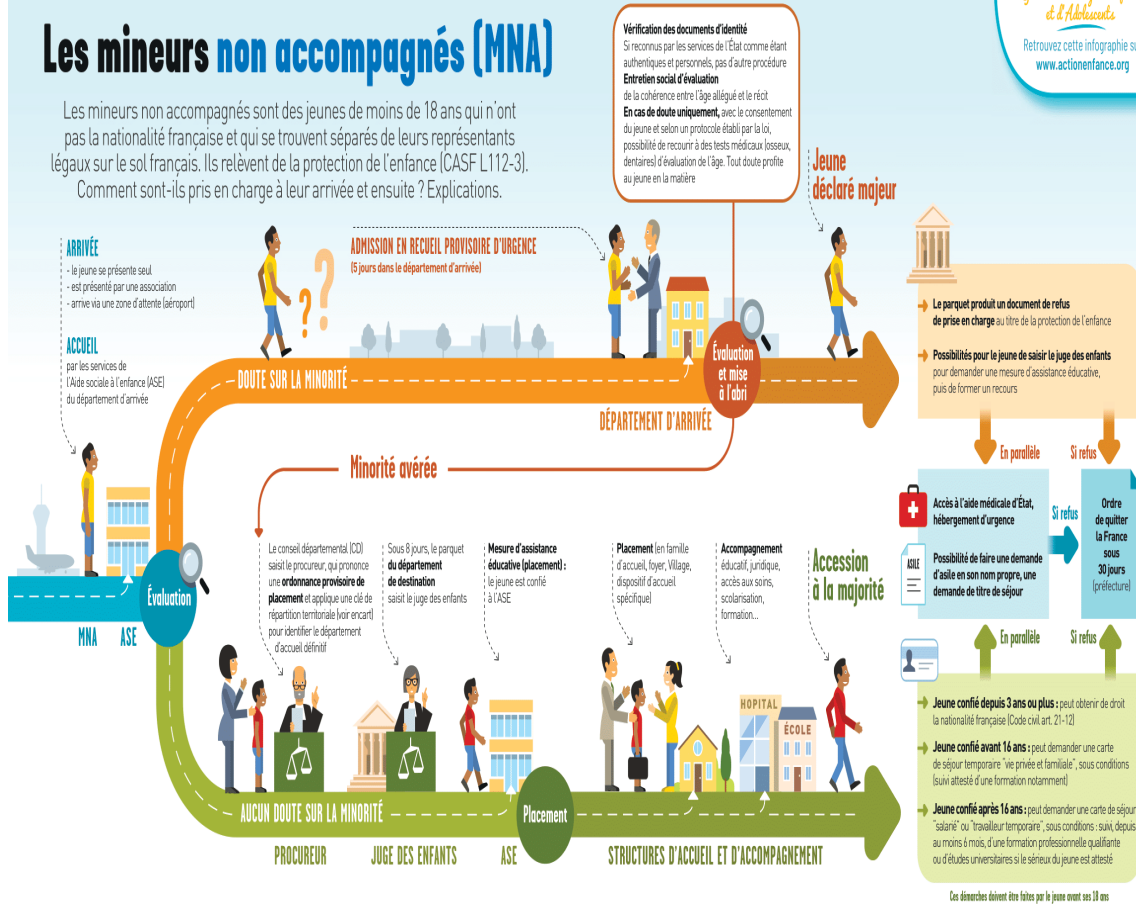 Les mineurs non accompagnés (MNA)
Les mineurs non accompagnés sont des jeunes de moins de 18 ans qui n'ont
pas la nationalité française et qui se trouvent séparés de leurs représentants
légaux sur le sol français. Ils relèvent de la protection de l'enfance (CASF L112-3).
Comment sont-ils pris en charge à leur arrivée et ensuite ? Explications.
et d'Adolescents
Retrouvez cette infographie su
www.actionenfance.org
Vérification des documents d'identité
Si reconnus par les services de l'État comme étant
authentiques et personnels, pas d'autre procédure
Entretien social d'évaluation
de la cohérence entre l'âge allégué et le récit
En cas de doute uniquement, avec le consentement
du jeune et selon un protocole établi par la loi,
possibilité de recourir à des tests médicaux (osseux,
dentaires) d'évaluation de l'âge. Tout doute profite
au jeune en la matière
Jeune
déclaré majeur
ARRIVÉE
- le jeune se présente seul
- est présenté par une association
- arrive via une zone d'attente (aéroport)
ACCUEIL
par les services de
l'Aide sociale à l'enfance (ASE)
du département d'arrivée
ADMISSION EN RECUEIL PROVISOIRE D'URGENCE
(5 jours dans le département d'arrivée)
? ? ?
DOUTE SUR LA MINORITÉ
Évaluation
et mise
à l'abri
DÉPARTEMENT D'ARRIVÉE
Le parquet produit un document de refus
de prise en charge au titre de la protection de l'enfance
Possibilités pour le jeune de saisir le juge des enfants
pour demander une mesure d'assistance éducative,
puis de former un recours
En parallèle
Si refus
Minorité avérée
Accès à l'aide médicale d'État,
hébergement d'urgence
ASILE
Possibilité de faire une demande
d'asile en son nom propre, une
demande de titre de séjour
Si refus
Ordre
de quitter
la France
sous
30 jours
(préfecture)
Évaluation
MNA
ASE
Le conseil départemental (CD)
saisit le procureur, qui prononce
une ordonnance provisoire de
placement et applique une clé de
répartition territoriale (voir encart)
pour identifier le département
d'accueil définitif
Sous 8 jours, le parquet
du département
de destination
saisit le juge des enfants
Mesure d'assistance
éducative (placement) :
le jeune est confié
à l'ASE
Placement (en famille
d'accueil, foyer, Village,
dispositif d'accueil
spécifique)
Accompagnement
éducatif, juridique,
accès aux soins,
scolarisation,
formation...
Accession
à la majorité
En parallèle
Si refus
HOPITAL
ÉCOLE
AUCUN DOUTE SUR LA MINORITÉ
Placement
PROCUREUR
JUGE DES ENFANTS
ASE
STRUCTURES D'ACCUEIL ET D'ACCOMPAGNEMENT
Jeune confié depuis 3 ans ou plus : peut obtenir de droit
la nationalité française (Code civil art. 21-12)
Jeune confié avant 16 ans : peut demander une carte
de séjour temporaire "vie privée et familiale", sous conditions
(suivi attesté d'une formation notamment)
Jeune confié après 16 ans : peut demander une carte de séjour
"salarié" ou "travailleur temporaire", sous conditions : suivi, depuis
au moins 6 mois, d'une formation professionnelle qualifiante
ou d'études universitaires si le sérieux du jeune est attesté
Ces démarches doivent être faites par le jeune avant ses 18 ans